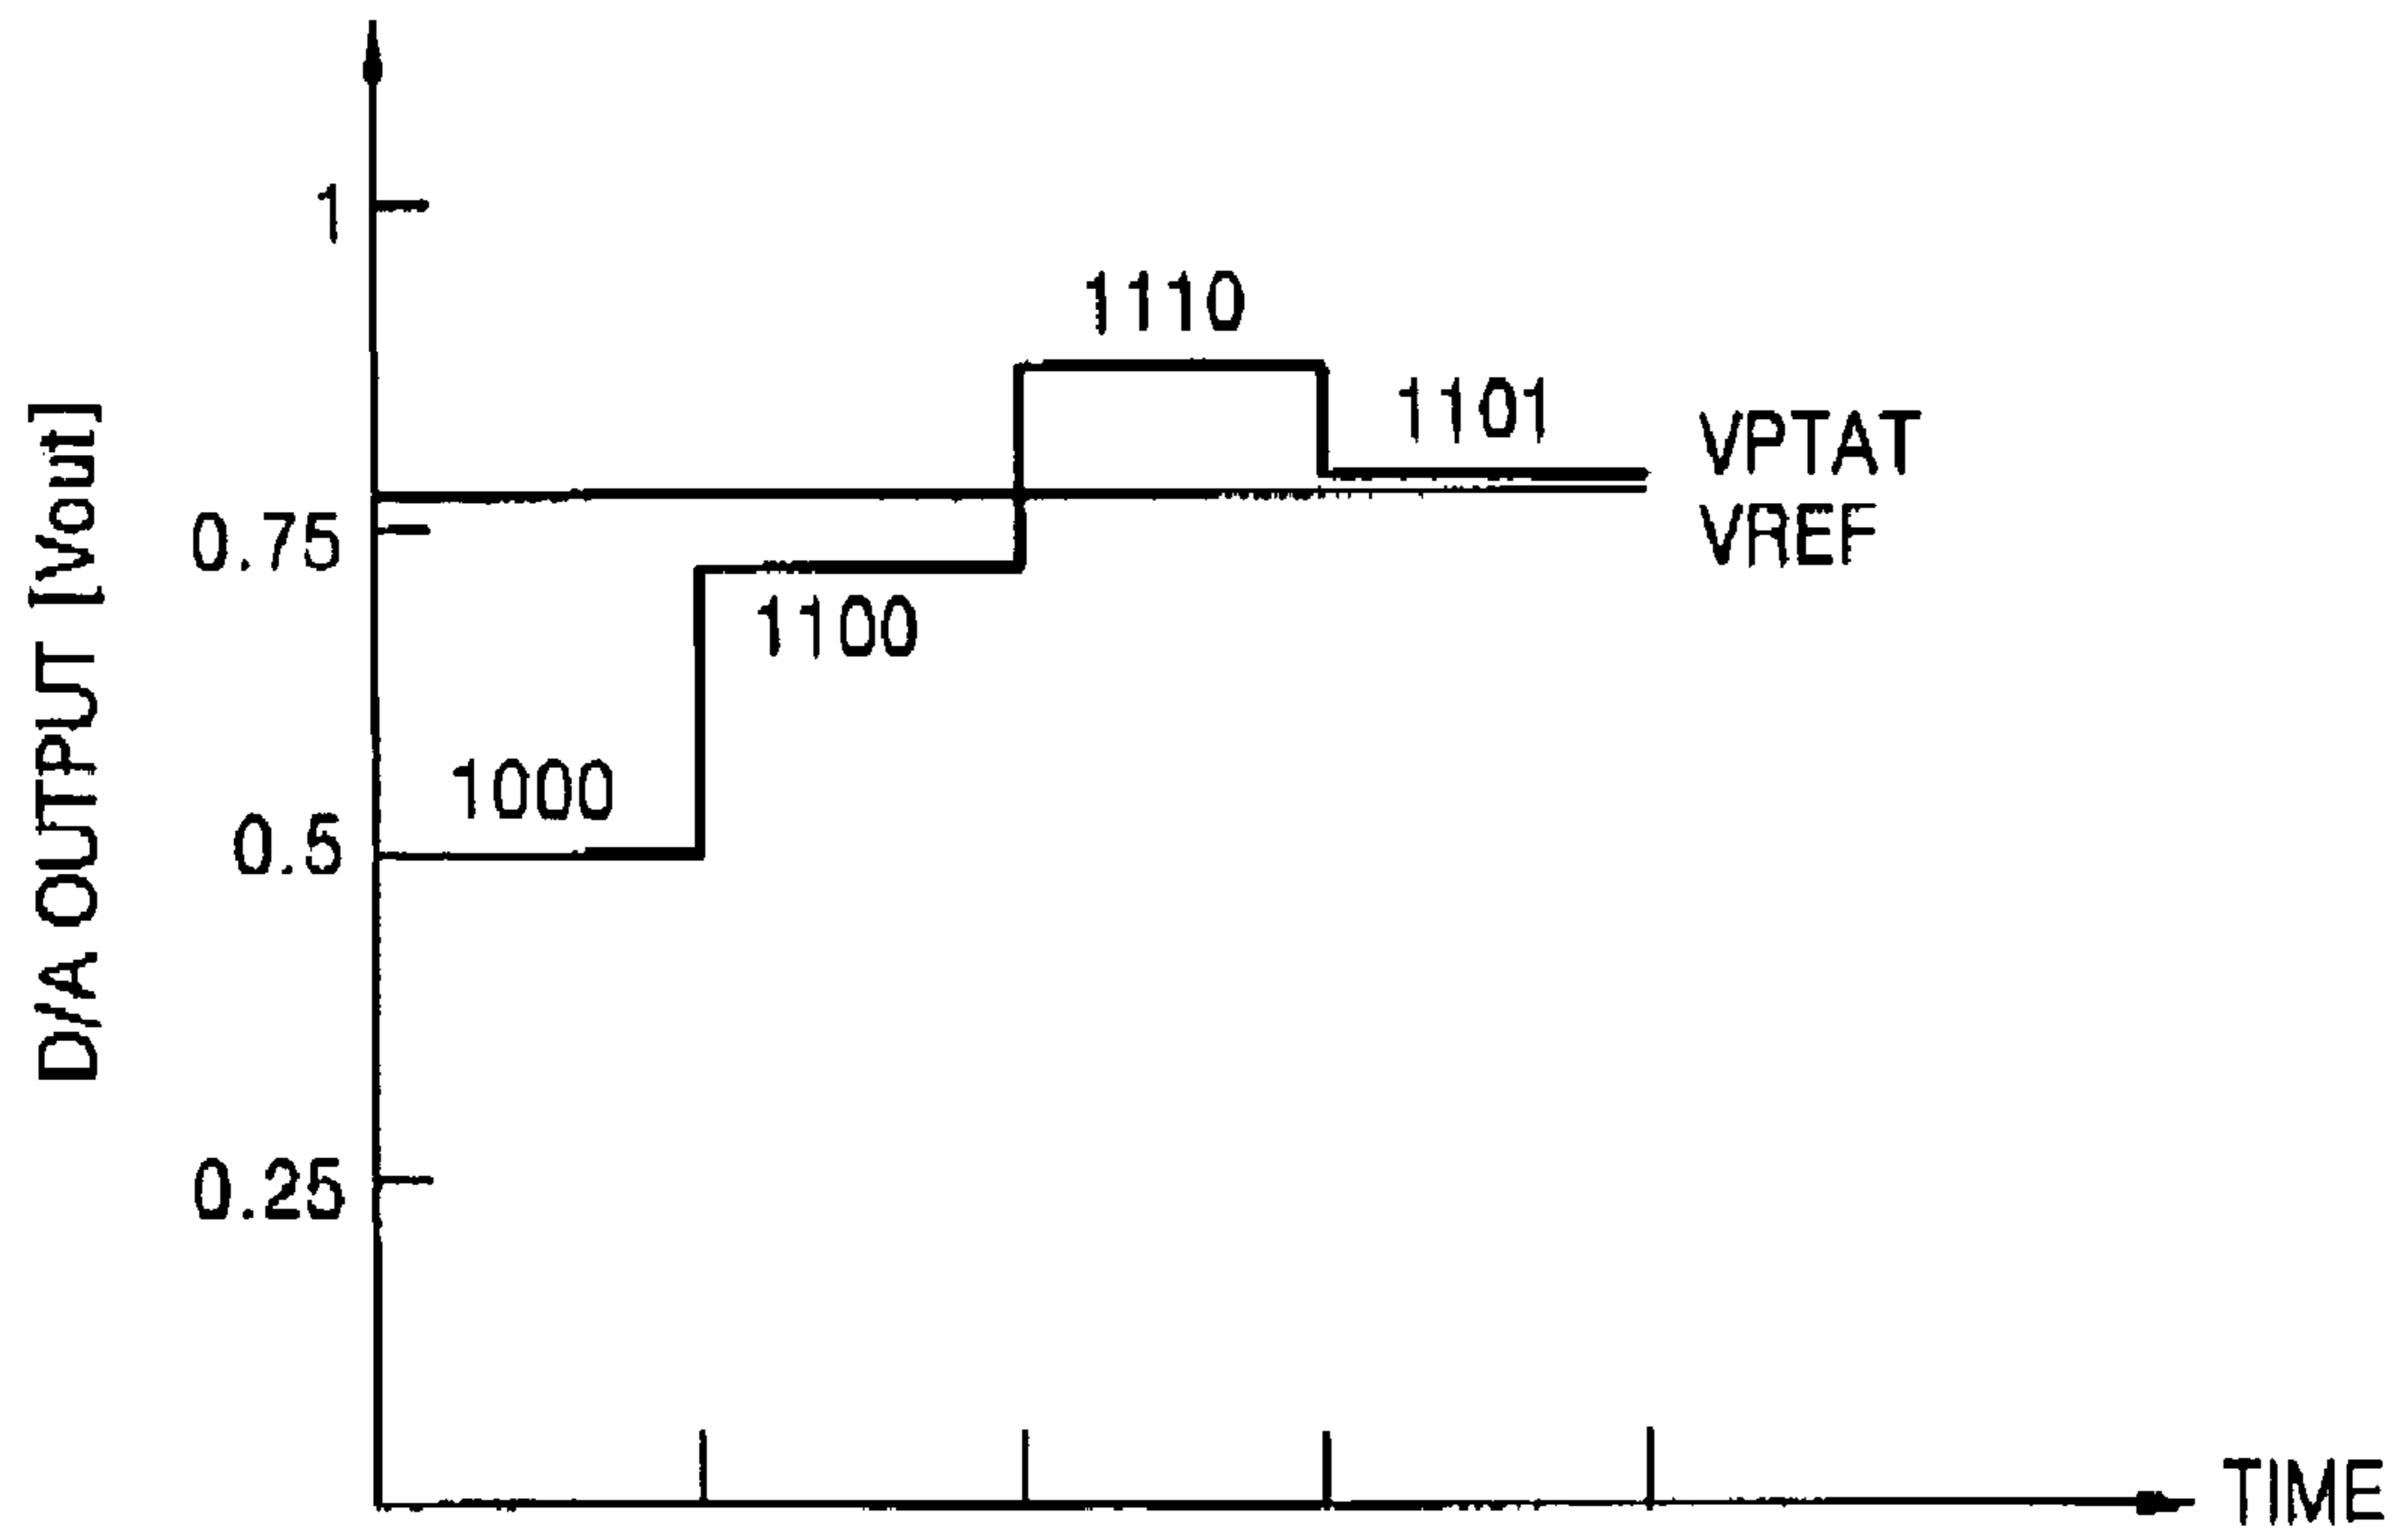 1
1110
1101
VPTAT
VREF
0.75
1100
1000
0.5
0.25
D/A OUTPUT [Vout]
TIME